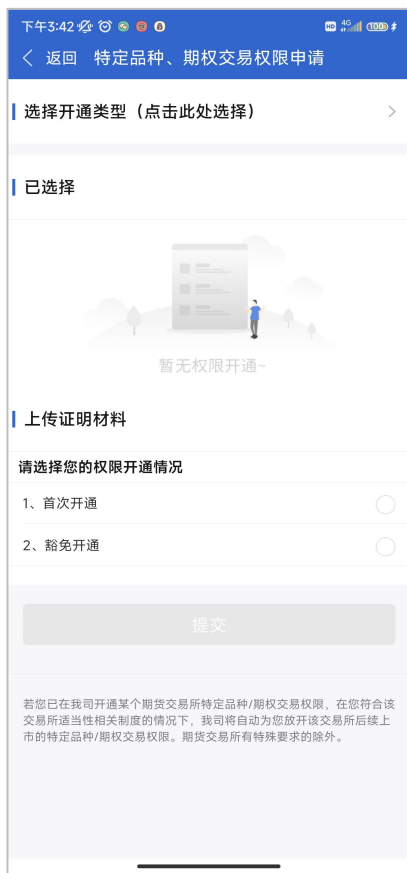 下午3:42
HD 4G 100
返回 特定品种、期权交易权限申请
选择开通类型（点击此处选择）
已选择
暂无权限开通~
上传证明材料
请选择您的权限开通情况
1、首次开通
2、豁免开通
提交
若您已在我司开通某个期货交易所特定品种/期权交易权限，在您符合该
交易所适当性相关制度的情况下，我司将自动为您放开该交易所后续上
市的特定品种/期权交易权限。期货交易所有特殊要求的除外。